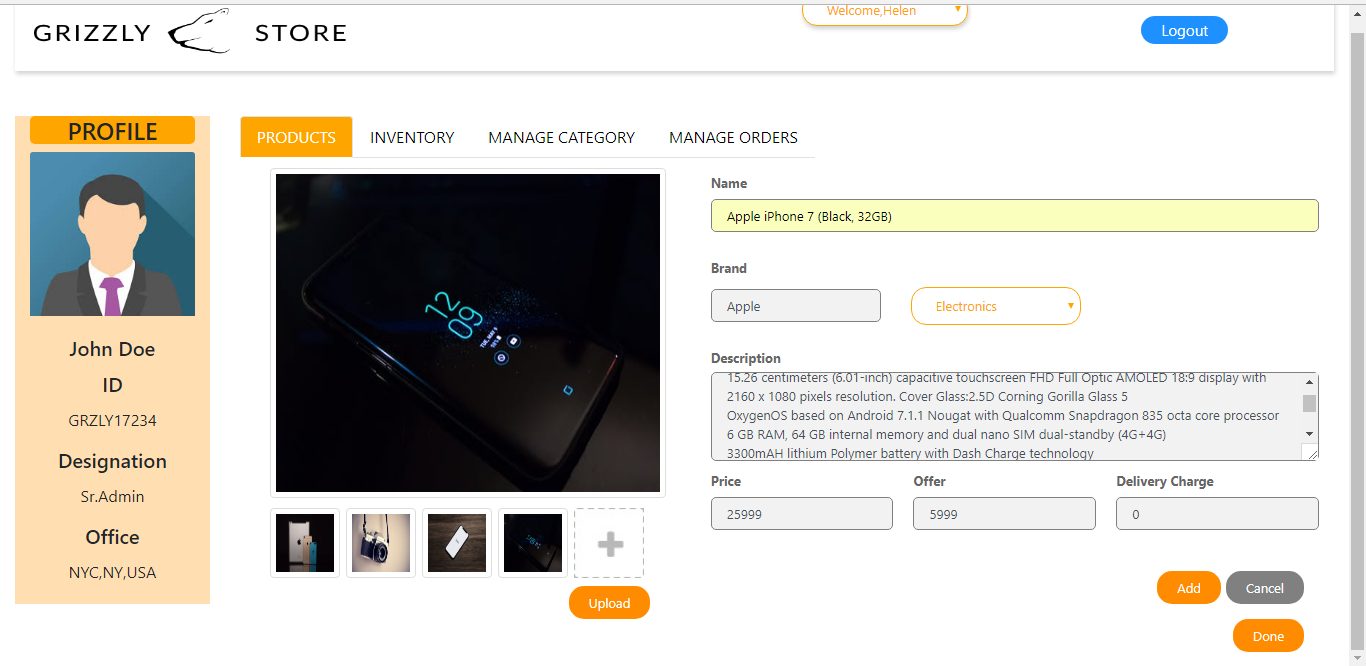 GRIZZLY STORE
Welcome,Helen
Logout
PROFILE
John Doe
ID
GRZLY17234
Designation
Sr.Admin
Office
NYC,NY,USA
PRODUCTS INVENTORY MANAGE CATEGORY MANAGE ORDERS
12
09
TUE, MAY 9
Upload
Name
Apple iPhone 7 (Black, 32GB)
Brand
Apple
Electronics
Description
15.26 centimeters (6.01-inch) capacitive touchscreen FHD Full Optic AMOLED 18:9 display with
2160 x 1080 pixels resolution. Cover Glass:2.5D Corning Gorilla Glass 5
OxygenOS based on Android 7.1.1 Nougat with Qualcomm Snapdragon 835 octa core processor
6 GB RAM, 64 GB internal memory and dual nano SIM dual-standby (4G+4G)
3300mAH lithium Polymer battery with Dash Charge technology
Price Offer Delivery Charge
25999 5999 0
Add Cancel
Done